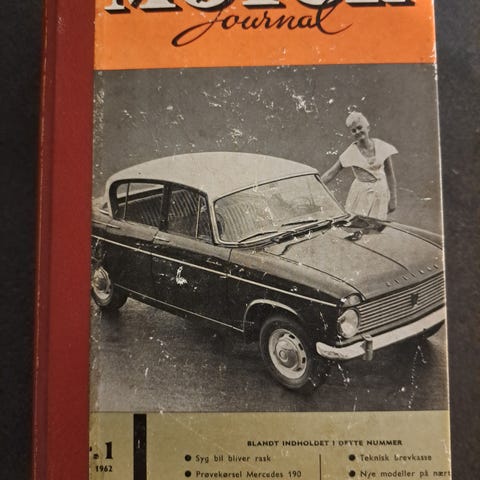 MOTOR
Journal
r. 1
1962
BLANDT INDHOLDET I DETTE NUMMER
● Syg bil bliver rask
● Prøvekørsel Mercedes 190
● Teknisk brevkasse
● Nye modeller på nært